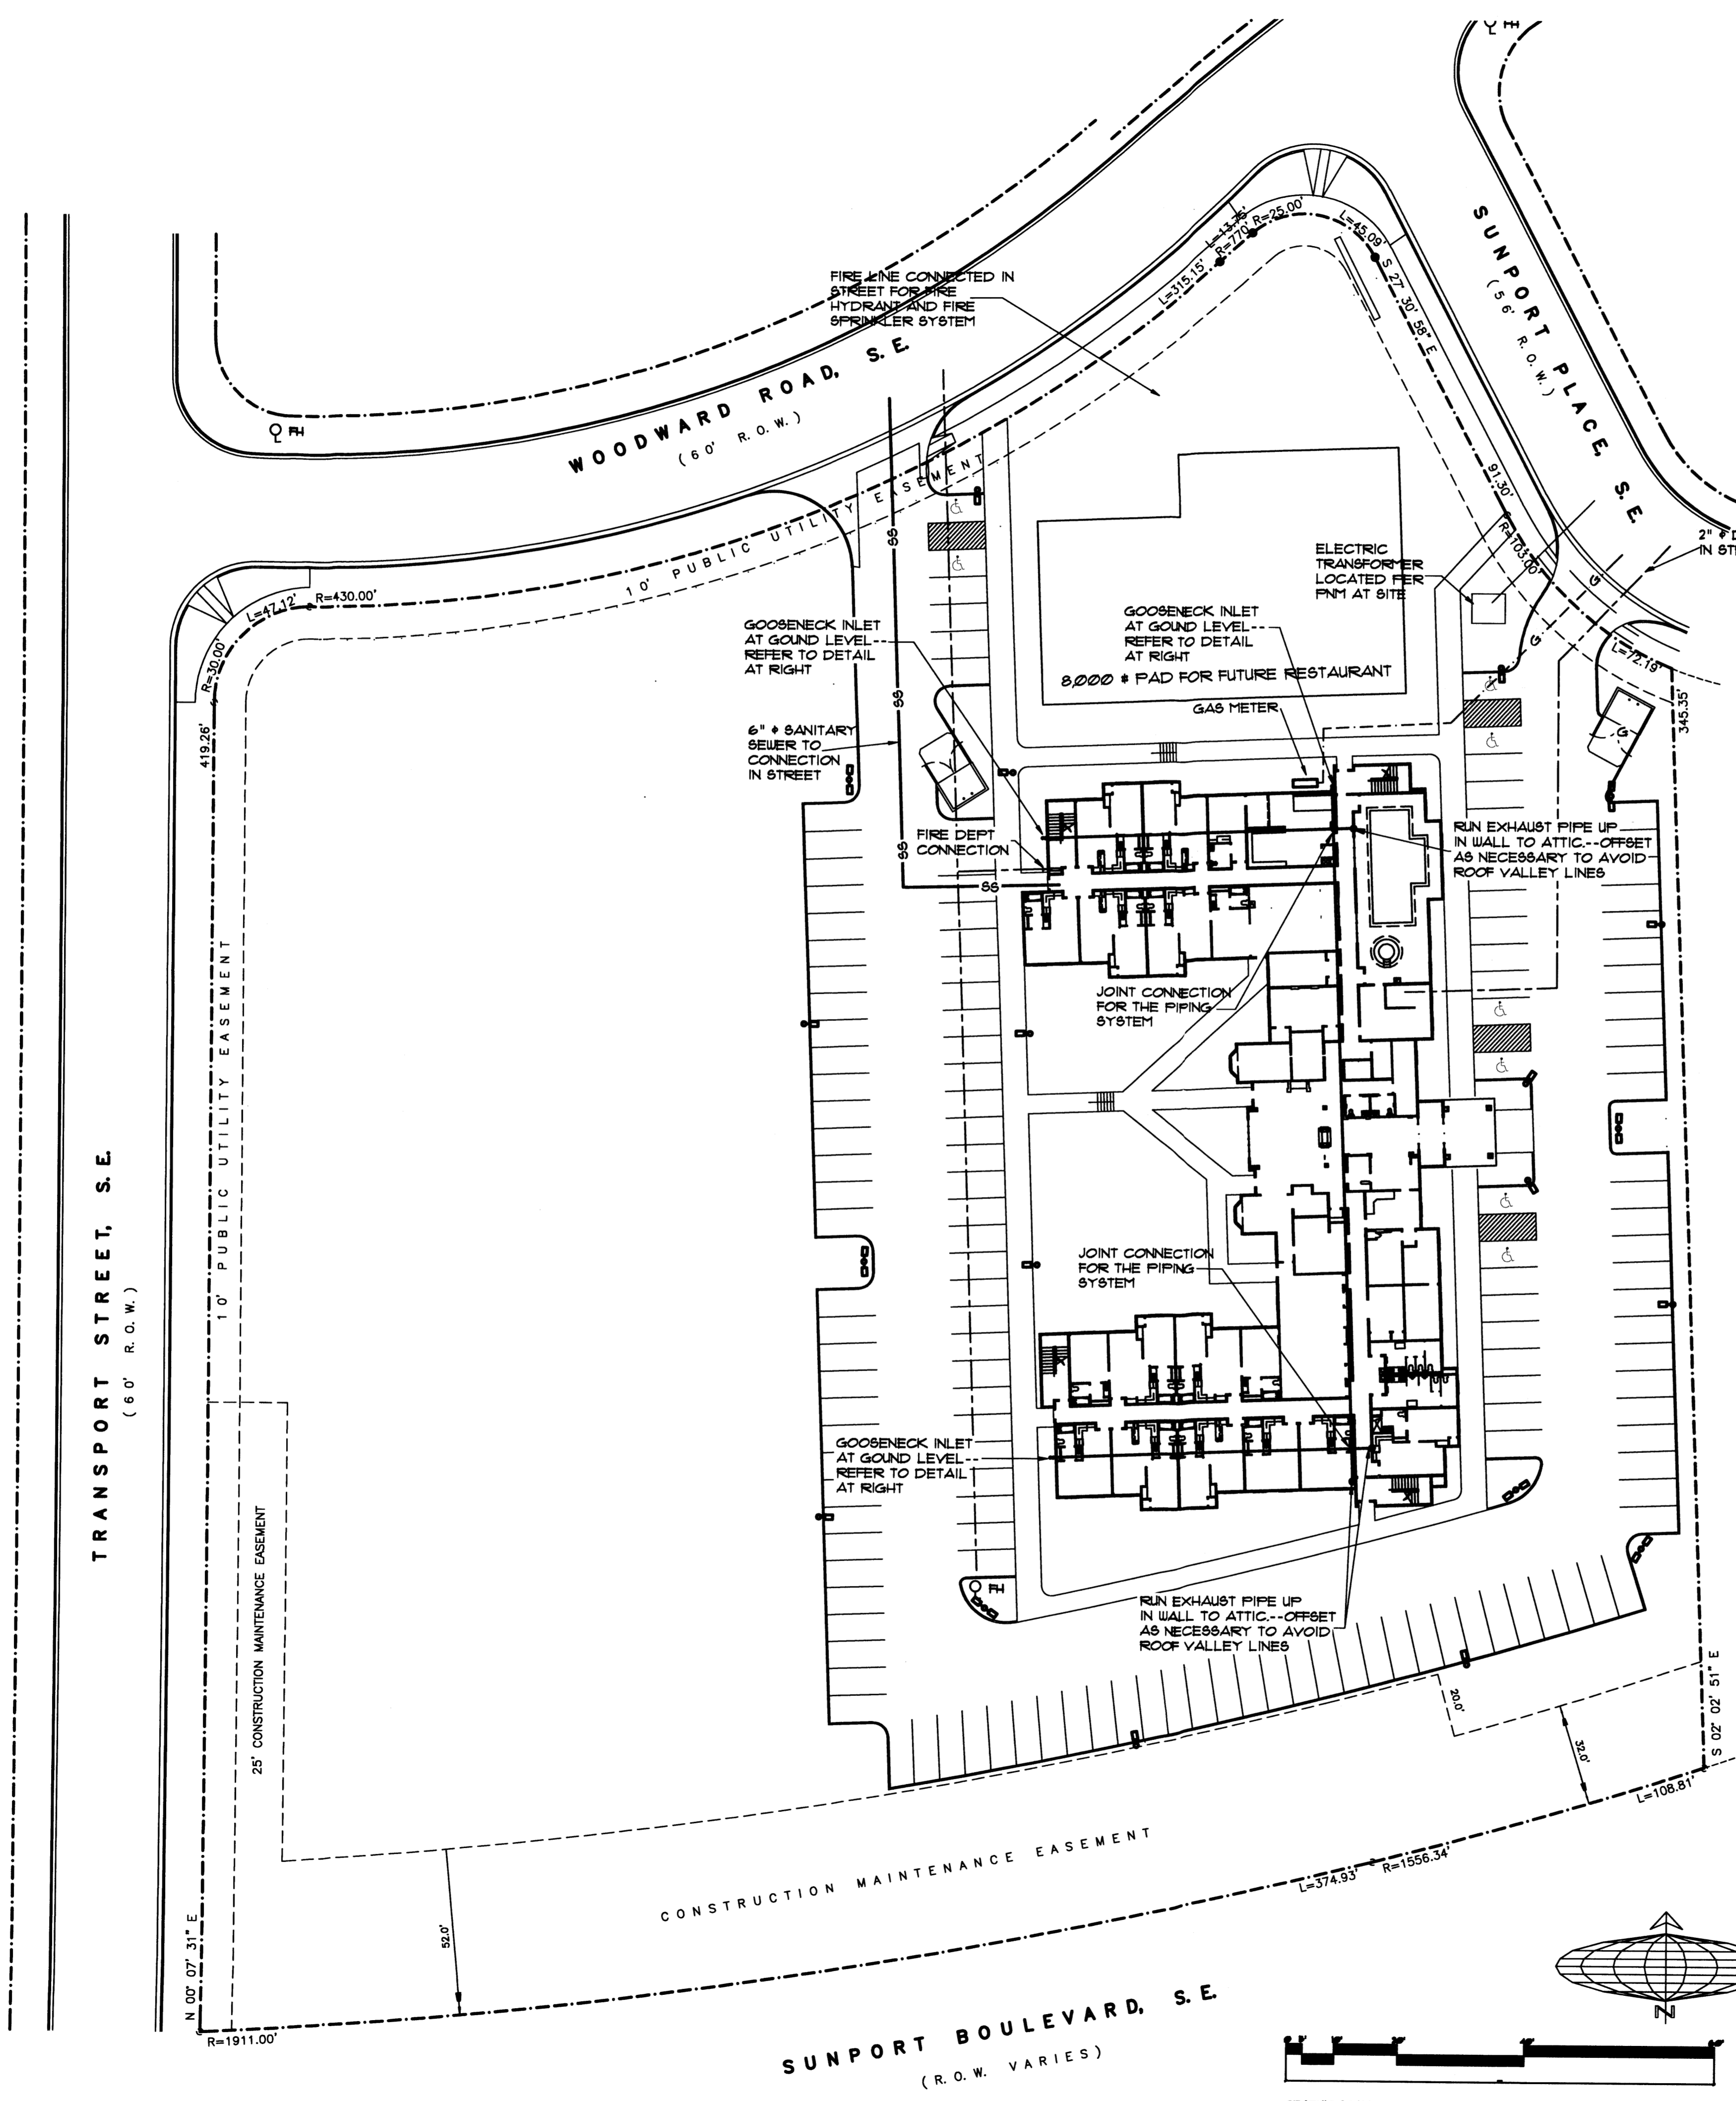 FH
FH
SUNPORT PLACE, S.E.
(56' R.O.W.)
L=13.76'
R=770'
R=25.00'
L=45.09'
L=315.15'
S 27° 30' 58" E
91.30'
R=103.00'
L=72.19'
345.35'
FIRE LINE CONNECTED IN
STREET FOR FIRE
HYDRANT AND FIRE
SPRINKLER SYSTEM
WOODWARD ROAD, S.E.
(60' R.O.W.)
10' PUBLIC UTILITY EASEMENT
2" ϕ D
IN STR
ELECTRIC
TRANSFORMER
LOCATED PER
PNM AT SITE
G
G
G
L=47.12'
R=430.00'
R=30.00'
419.26'
SS
SS
SS
SS
GOOSENECK INLET
AT GOUND LEVEL--
REFER TO DETAIL
AT RIGHT
GOOSENECK INLET
AT GOUND LEVEL--
REFER TO DETAIL
AT RIGHT
8,000 # PAD FOR FUTURE RESTAURANT
GAS METER
6" ϕ SANITARY
SEWER TO
CONNECTION
IN STREET
FIRE DEPT
CONNECTION
RUN EXHAUST PIPE UP
IN WALL TO ATTIC.--OFFSET
AS NECESSARY TO AVOID
ROOF VALLEY LINES
JOINT CONNECTION
FOR THE PIPING
SYSTEM
10' PUBLIC UTILITY EASEMENT
TRANSPORT STREET, S.E.
(60' R.O.W.)
JOINT CONNECTION
FOR THE PIPING
SYSTEM
GOOSENECK INLET
AT GOUND LEVEL--
REFER TO DETAIL
AT RIGHT
25' CONSTRUCTION MAINTENANCE EASEMENT
FH
RUN EXHAUST PIPE UP
IN WALL TO ATTIC.--OFFSET
AS NECESSARY TO AVOID
ROOF VALLEY LINES
20.0'
32.0'
S 02° 02' 51" E
L=108.81'
R=1556.34'
L=374.93'
CONSTRUCTION MAINTENANCE EASEMENT
52.0'
N 00° 07' 31" E
R=1911.00'
SUNPORT BOULEVARD, S.E.
(R.O.W. VARIES)
N